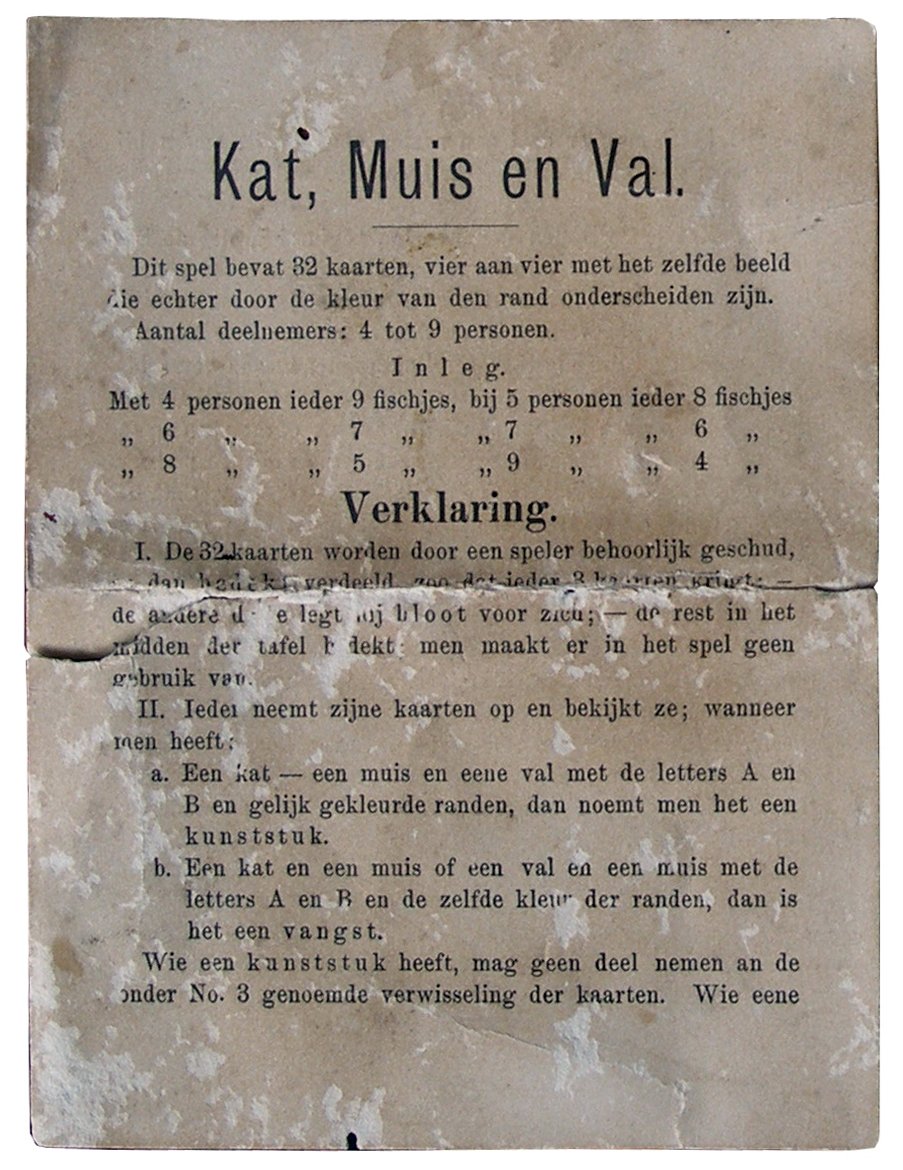 Kat, Muis en Val.
Dit spel bevat 32 kaarten, vier aan vier met het zelfde beeld
die echter door de kleur van den rand onderscheiden zijn.
Aantal deelnemers: 4 tot 9 personen.
Inleg.
Met 4 personen ieder 9 fischjes, bij 5 personen ieder 8 fischjes
„ 6 „ „ 7 „ „ 7 „ „ 6 „
„ 8 „ „ 5 „ „ 9 „ „ 4 „
Verklaring.
I. De 32 kaarten worden door een speler behoorlijk geschud,
dan bedekt verdeeld, zoo dat ieder 3 kaarten krijgt; —
de andere legt hij bloot voor zich; — de rest in het
midden der tafel bedekt men maakt er in het spel geen
gebruik van.
II. Ieder neemt zijne kaarten op en bekijkt ze; wanneer
men heeft:
a. Een kat — een muis en eene val met de letters A en
B en gelijk gekleurde randen, dan noemt men het een
kunststuk.
b. Een kat en een muis of een val en een muis met de
letters A en B en de zelfde kleur der randen, dan is
het een vangst.
Wie een kunststuk heeft, mag geen deel nemen an de
onder No. 3 genoemde verwisseling der kaarten. Wie eene